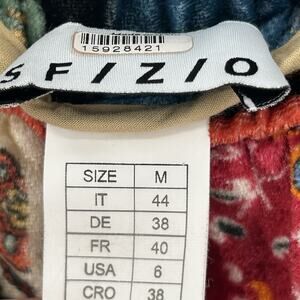 15928421
SFIZIO
SIZE M
IT 44
DE 38
FR 40
USA 6
CRO 38